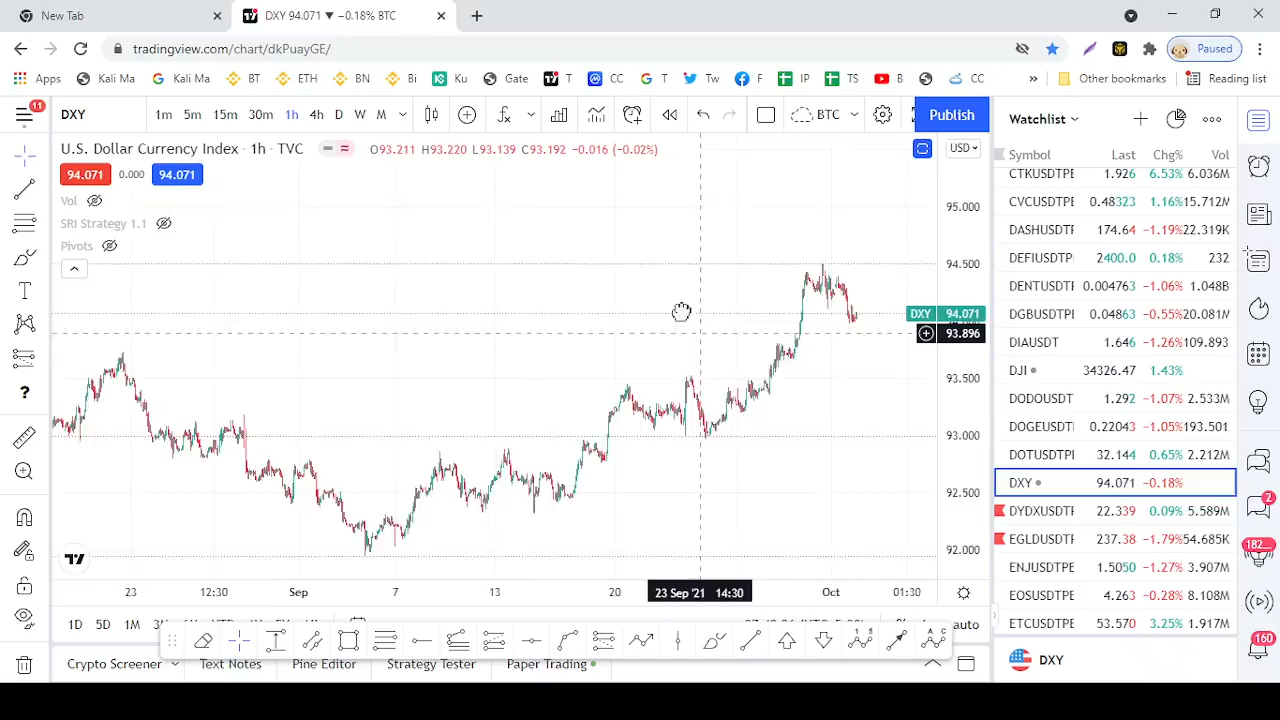 New Tab
DXY 94.071 ▼ −0.18% BTC
tradingview.com/chart/dkPuayGE/
Paused
Apps Kali Ma Kali Ma BT ETH BN Bi Ku Gate T CC T Tw F IP TS B CC » Other bookmarks Reading list
11
DXY 1m 5m 15m 30m 1h 4h D W M BTC Publish
Watchlist
U.S. Dollar Currency Index · 1h · TVC O93.211 H93.220 L93.139 C93.192 −0.016 (−0.02%)
USD
94.071 0.000 94.071
Vol
SRI Strategy 1.1
Pivots
95.000
94.500
DXY 94.071
93.896
93.500
93.000
92.500
92.000
23 12:30 Sep 7 13 20 23 Sep '21 14:30 Oct 01:30
1D 5D 1M
auto
Crypto Screener Text Notes Pine Editor Strategy Tester Paper Trading
Symbol Last Chg% Vol
CTKUSDTPE 1.926 6.53% 6.036M
CVCUSDTPE 0.48323 1.16% 15.712M
DASHUSDTP 174.64 −1.19% 22.319K
DEFIUSDTP 2400.0 0.18% 232
DENTUSDTP 0.004763 −1.06% 1.048B
DGBUSDTPE 0.04863 −0.55% 20.081M
DIAUSDT 1.646 −1.26% 109.893
DJI 34326.47 1.43%
DODOUSDT 1.292 −1.07% 2.533M
DOGEUSDTI 0.22043 −1.05% 193.501
DOTUSDTPE 32.144 0.65% 2.212M
DXY 94.071 −0.18%
DYDXUSDTF 22.339 0.09% 5.589M
EGLDUSDTF 237.38 −1.79% 54.685K
ENJUSDTPE 1.5050 −1.27% 3.907M
EOSUSDTPE 4.263 −0.28% 8.108M
ETCUSDTPE 53.570 3.25% 1.917M
DXY
2
182
160